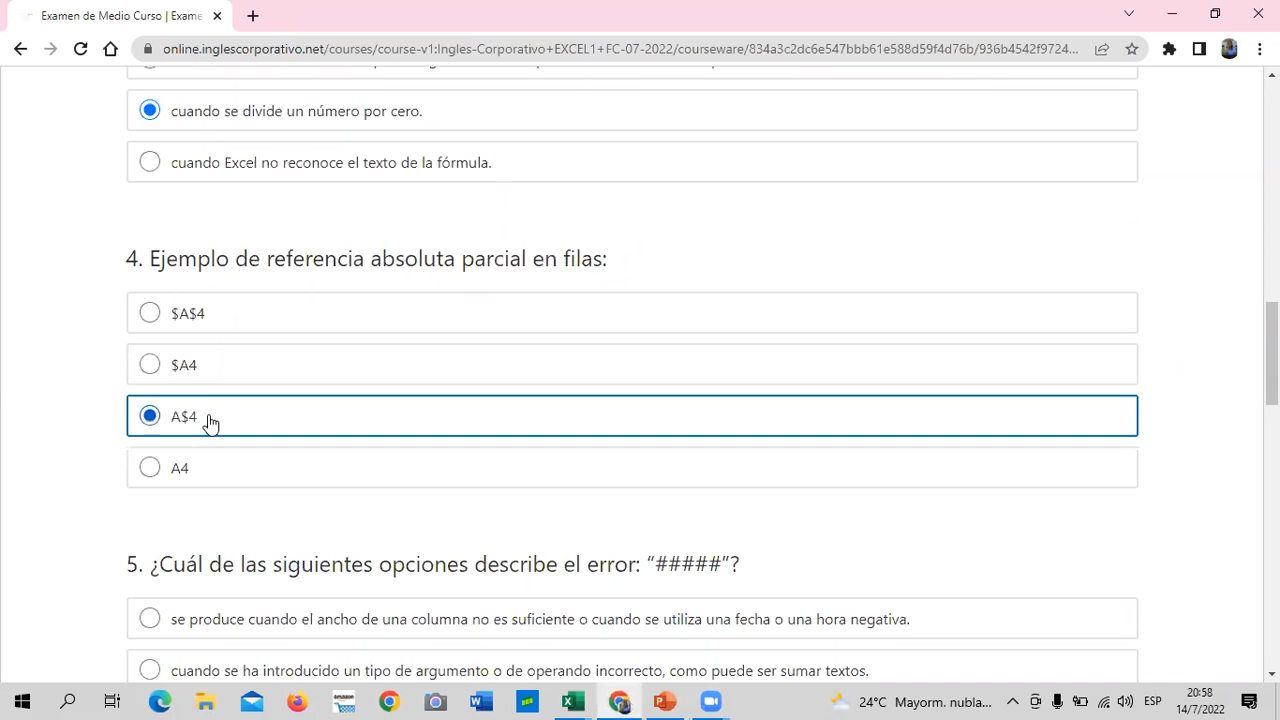 Examen de Medio Curso | Exame
online.inglescorporativo.net/courses/course-v1:Ingles-Corporativo+EXCEL1+FC-07-2022/courseware/734a3c2dc6e547bbb61e588d59f4d76b/936b4542f9724...
cuando se divide un número por cero.
cuando Excel no reconoce el texto de la fórmula.
4. Ejemplo de referencia absoluta parcial en filas:
$A$4
$A4
A$4
A4
5. ¿Cuál de las siguientes opciones describe el error: “#####”?
se produce cuando el ancho de una columna no es suficiente o cuando se utiliza una fecha o una hora negativa.
cuando se ha introducido un tipo de argumento o de operando incorrecto, como puede ser sumar textos.
amazon
24°C Mayorm. nubla...
ESP
20:58
14/7/2022